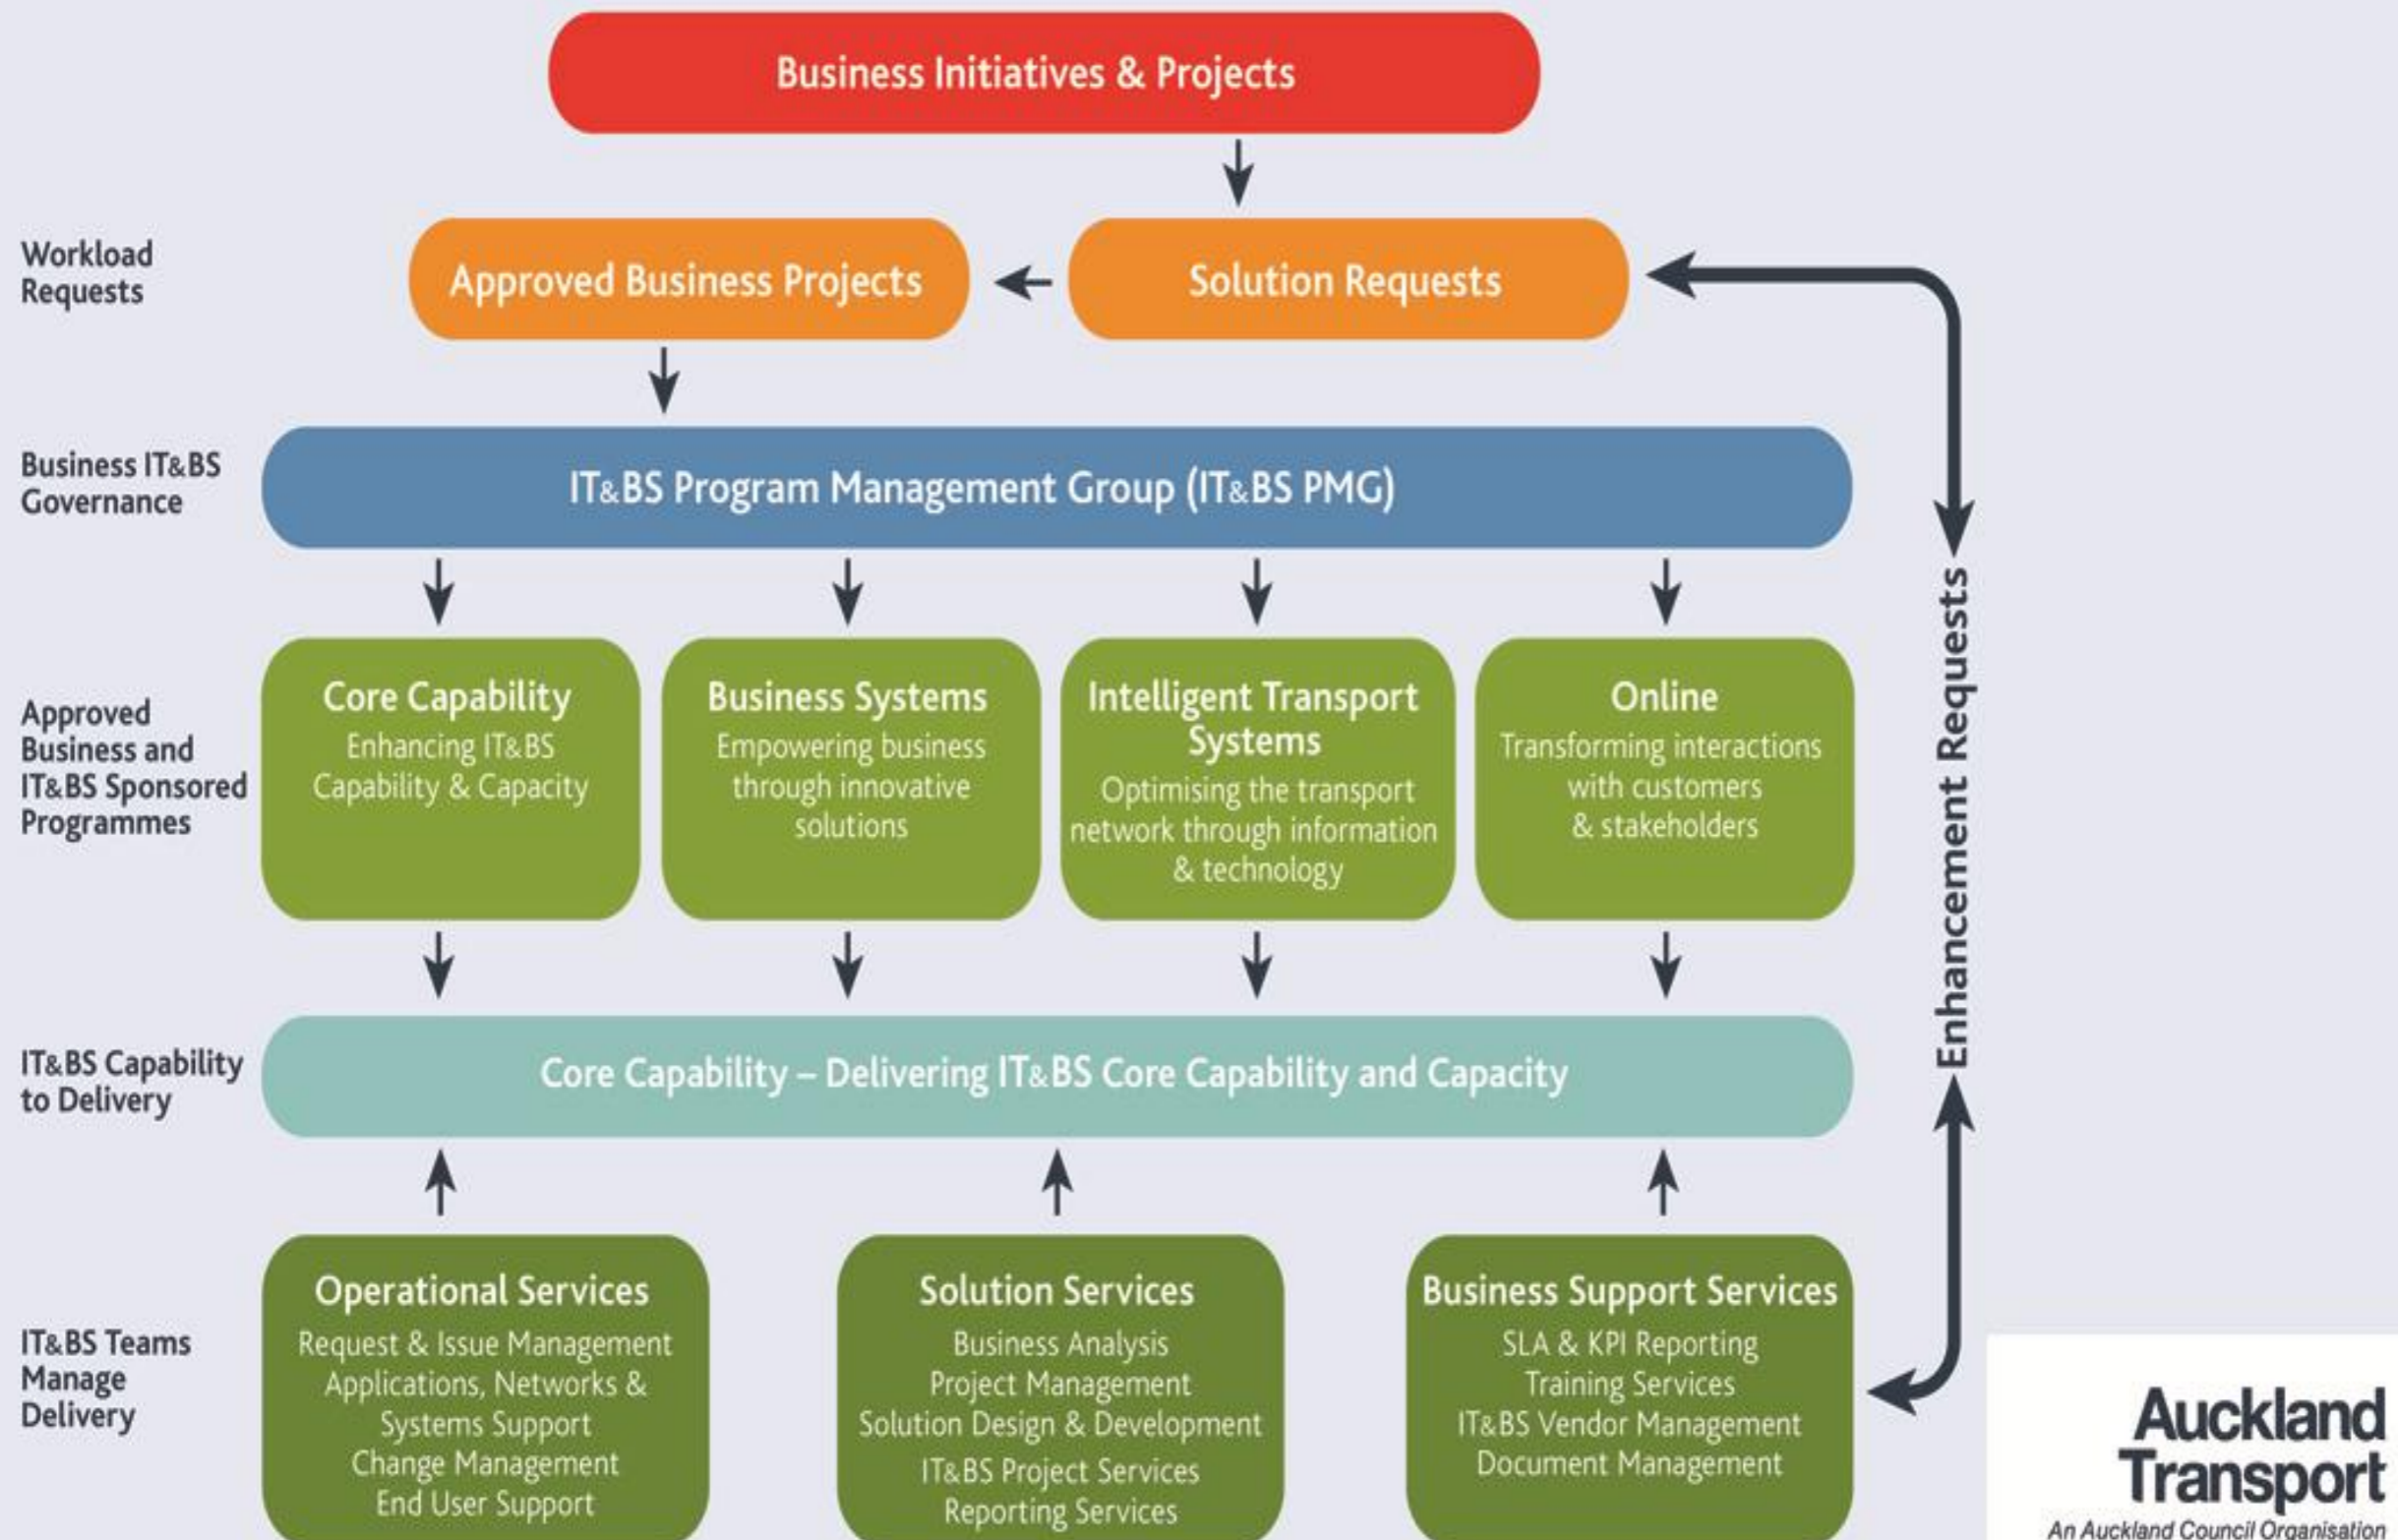 Business Initiatives & Projects
Workload
Requests
Approved Business Projects
Solution Requests
Business IT&BS
Governance
IT&BS Program Management Group (IT&BS PMG)
Approved
Business and
IT&BS Sponsored
Programmes
Core Capability
Enhancing IT&BS
Capability & Capacity
Business Systems
Empowering business
through innovative
solutions
Intelligent Transport
Systems
Optimising the transport
network through information
& technology
Online
Transforming interactions
with customers
& stakeholders
Enhancement Requests
IT&BS Capability
to Delivery
Core Capability – Delivering IT&BS Core Capability and Capacity
IT&BS Teams
Manage
Delivery
Operational Services
Request & Issue Management
Applications, Networks &
Systems Support
Change Management
End User Support
Solution Services
Business Analysis
Project Management
Solution Design & Development
IT&BS Project Services
Reporting Services
Business Support Services
SLA & KPI Reporting
Training Services
IT&BS Vendor Management
Document Management
Auckland
Transport
An Auckland Council Organisation